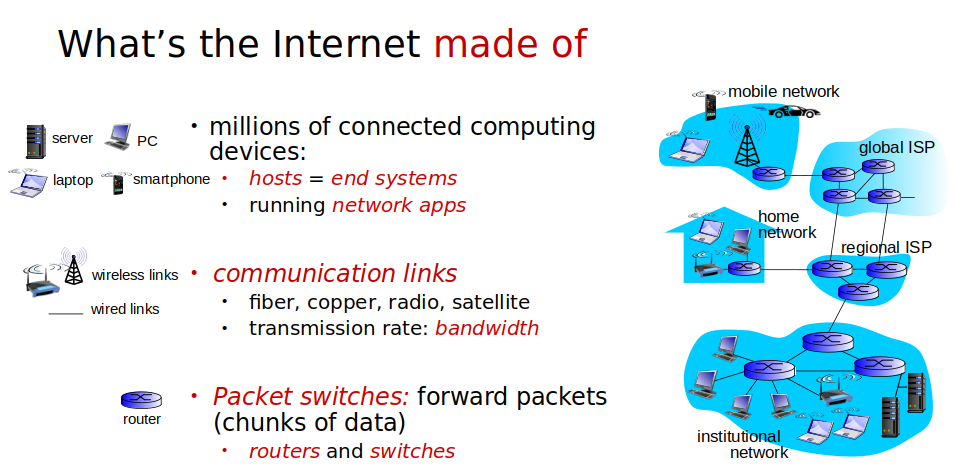 What’s the Internet made of
server
PC
laptop
smartphone
• millions of connected computing
devices:
• hosts = end systems
• running network apps
wireless links
wired links
• communication links
• fiber, copper, radio, satellite
• transmission rate: bandwidth
router
• Packet switches: forward packets
(chunks of data)
• routers and switches
mobile network
global ISP
home
network
regional ISP
institutional
network